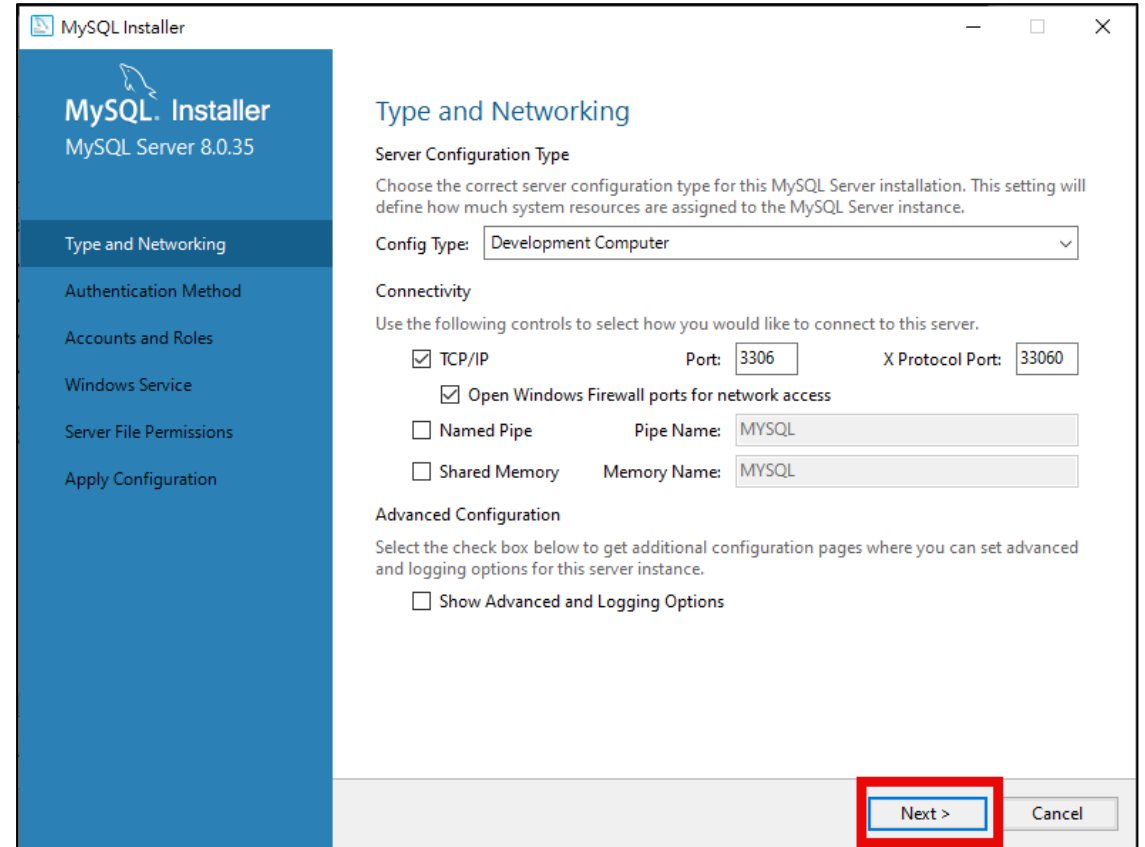 MySQL Installer
MySQL. Installer
MySQL Server 8.0.35
Type and Networking
Authentication Method
Accounts and Roles
Windows Service
Server File Permissions
Apply Configuration
Type and Networking
Server Configuration Type
Choose the correct server configuration type for this MySQL Server installation. This setting will
define how much system resources are assigned to the MySQL Server instance.
Config Type: Development Computer
Connectivity
Use the following controls to select how you would like to connect to this server.
TCP/IP Port: 3306 X Protocol Port: 33060
Open Windows Firewall ports for network access
Named Pipe Pipe Name: MYSQL
Shared Memory Memory Name: MYSQL
Advanced Configuration
Select the check box below to get additional configuration pages where you can set advanced
and logging options for this server instance.
Show Advanced and Logging Options
Next > Cancel